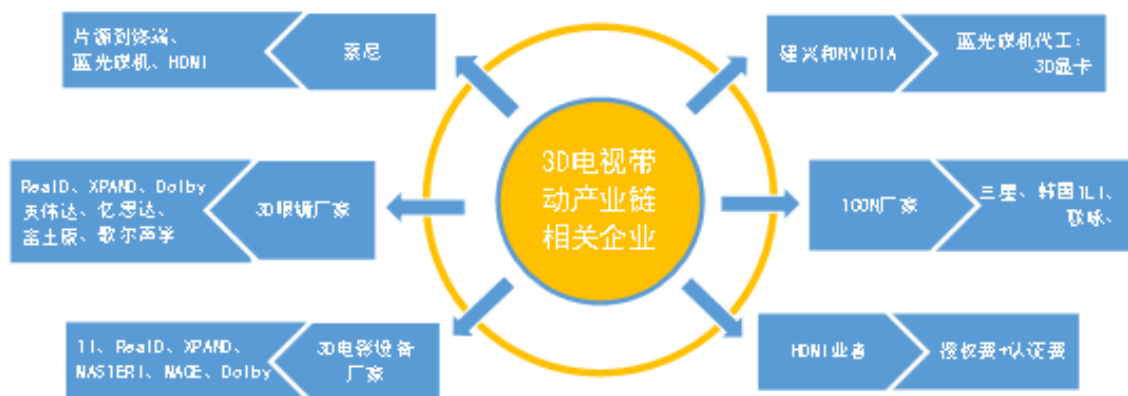 片源到终端、
蓝光碟机、HDMI
索尼
建兴和NVIDIA
蓝光碟机代工：
3D显卡
3D电视带
动产业链
相关企业
RealD、XPAND、Dolby
英伟达、亿思达、
富士康、歌尔声学
3D眼镜厂家
TCON厂家
三星、韩国TLI、
联咏、
TI、RealD、XPAND、
MASTERI、MACE、Dolby
3D电影设备
厂家
HDMI业者
授权费+认证费